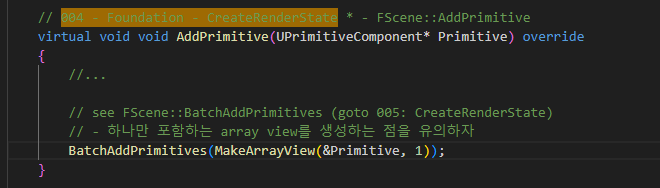 // 004 - Foundation - CreateRenderState * - FScene::AddPrimitive
virtual void void AddPrimitive(UPrimitiveComponent* Primitive) override
{
//...
// see FScene::BatchAddPrimitives (goto 005: CreateRenderState)
// - 하나만 포함하는 array view를 생성하는 점을 유의하자
BatchAddPrimitives(MakeArrayView(&Primitive, 1));
}